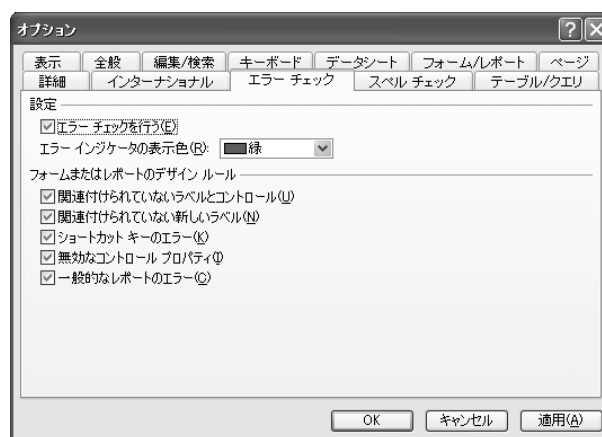 オプション
表示 全般 編集/検索 キーボード データシート フォーム/レポート ページ
詳細 インターナショナル エラー チェック スペル チェック テーブル/クエリ
設定
エラー チェックを行う(E)
エラー インジケータの表示色(R): 緑
フォームまたはレポートのデザイン ルール
関連付けられていないラベルとコントロール(U)
関連付けられていない新しいラベル(N)
ショートカット キーのエラー(K)
無効なコントロール プロパティ(I)
一般的なレポートのエラー(C)
OK キャンセル 適用(A)